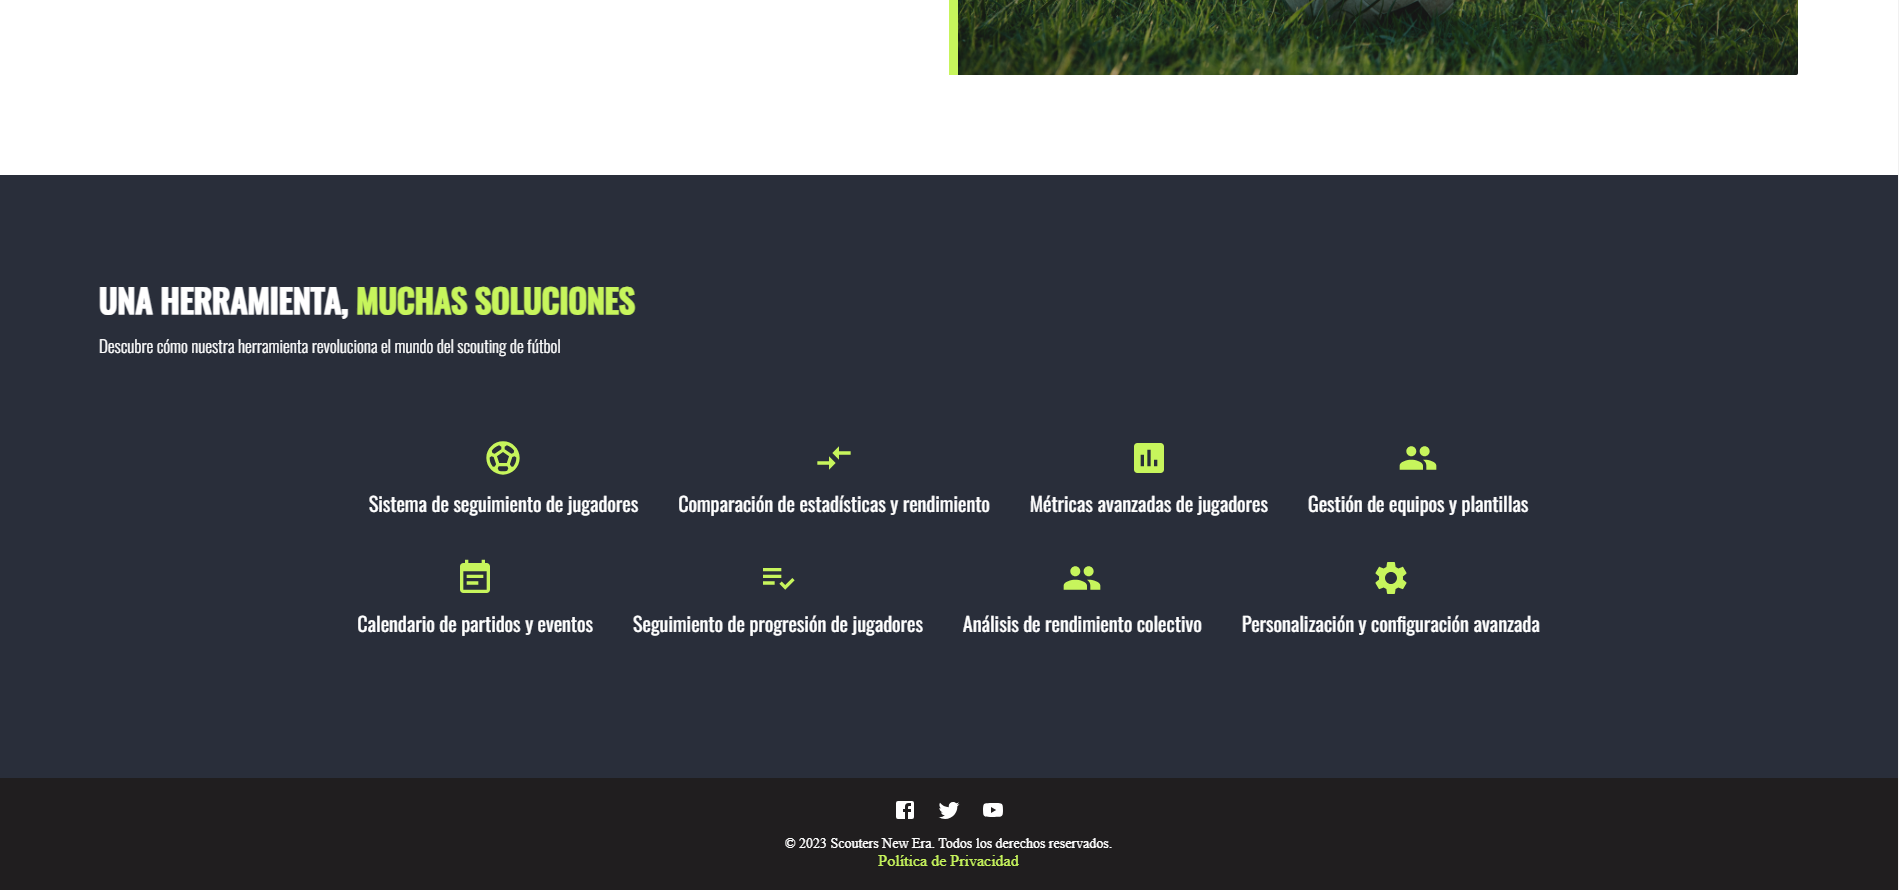 UNA HERRAMIENTA, MUCHAS SOLUCIONES
Descubre cómo nuestra herramienta revoluciona el mundo del scouting de fútbol
Sistema de seguimiento de jugadores
Comparación de estadísticas y rendimiento
Métricas avanzadas de jugadores
Gestión de equipos y plantillas
Calendario de partidos y eventos
Seguimiento de progresión de jugadores
Análisis de rendimiento colectivo
Personalización y configuración avanzada
© 2023 Scouters New Era. Todos los derechos reservados.
Política de Privacidad